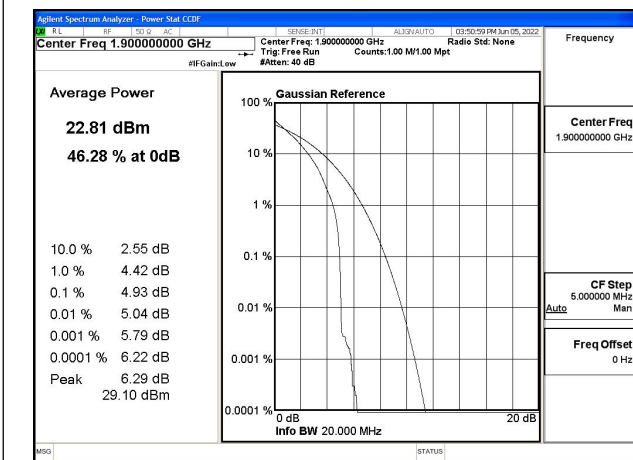 Agilent Spectrum Analyzer - Power Stat CCDF
LXI RL RF 50 Ω AC SENSE:INT ALIGN AUTO 03:50:59 PM Jun 05, 2022
Center Freq 1.900000000 GHz
Center Freq: 1.900000000 GHz Radio Std: None
Trig: Free Run Counts:1.00 M/1.00 Mpt
#IFGain:Low #Atten: 40 dB
Frequency
Average Power
22.81 dBm
46.28 % at 0dB
10.0 % 2.55 dB
1.0 % 4.42 dB
0.1 % 4.93 dB
0.01 % 5.04 dB
0.001 % 5.79 dB
0.0001 % 6.22 dB
Peak 6.29 dB
29.10 dBm
Gaussian Reference
100 %
10 %
1 %
0.1 %
0.01 %
0.001 %
0.0001 %
0 dB 20 dB
Info BW 20.000 MHz
Center Freq
1.900000000 GHz
CF Step
5.000000 MHz
Auto Man
Freq Offset
0 Hz
MSG STATUS